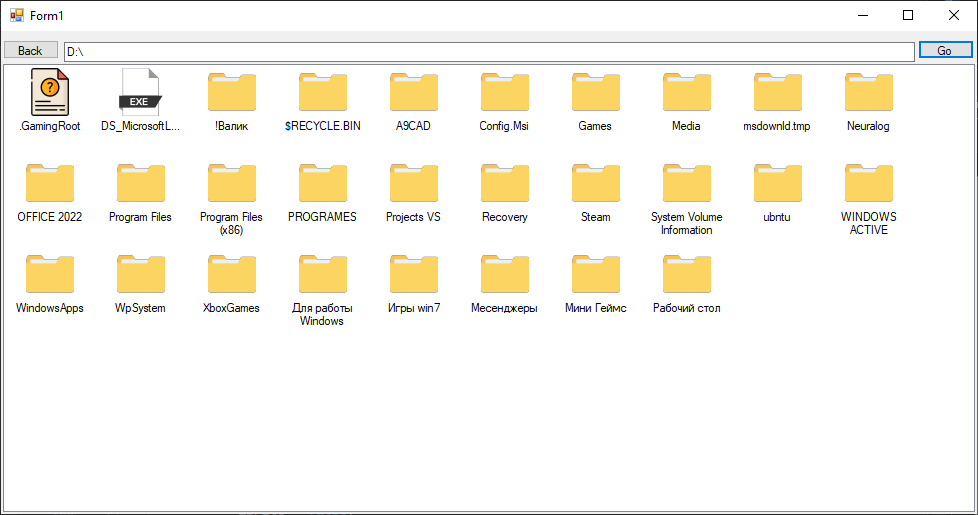 Form1
Back
D:\
Go
EXE
.GamingRoot
DS_MicrosoftL...
!Валик
$RECYCLE.BIN
A9CAD
Config.Msi
Games
Media
msdownld.tmp
Neuralog
OFFICE 2022
Program Files
Program Files
(x86)
PROGRAMES
Projects VS
Recovery
Steam
System Volume
Information
ubntu
WINDOWS
ACTIVE
WindowsApps
WpSystem
XboxGames
Для работы
Windows
Игры win7
Месенджеры
Мини Геймс
Рабочий стол